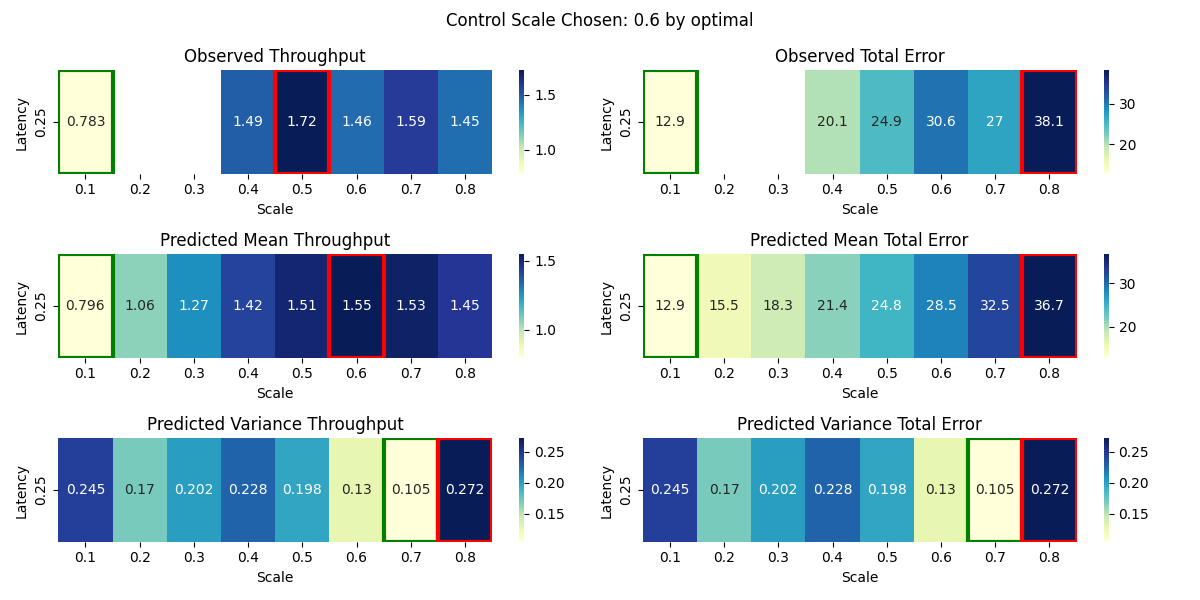 Control Scale Chosen: 0.6 by optimal
Observed Throughput
Latency
0.25
0.783 1.49 1.72 1.46 1.59 1.45
0.1 0.2 0.3 0.4 0.5 0.6 0.7 0.8
Scale
1.5
1.0
Observed Total Error
Latency
0.25
12.9 20.1 24.9 30.6 27 38.1
0.1 0.2 0.3 0.4 0.5 0.6 0.7 0.8
Scale
30
20
Predicted Mean Throughput
Latency
0.25
0.796 1.06 1.27 1.42 1.51 1.55 1.53 1.45
0.1 0.2 0.3 0.4 0.5 0.6 0.7 0.8
Scale
1.5
1.0
Predicted Mean Total Error
Latency
0.25
12.9 15.5 18.3 21.4 24.8 28.5 32.5 36.7
0.1 0.2 0.3 0.4 0.5 0.6 0.7 0.8
Scale
30
20
Predicted Variance Throughput
Latency
0.25
0.245 0.17 0.202 0.228 0.198 0.13 0.105 0.272
0.1 0.2 0.3 0.4 0.5 0.6 0.7 0.8
Scale
0.25
0.20
0.15
Predicted Variance Total Error
Latency
0.25
0.245 0.17 0.202 0.228 0.198 0.13 0.105 0.272
0.1 0.2 0.3 0.4 0.5 0.6 0.7 0.8
Scale
0.25
0.20
0.15